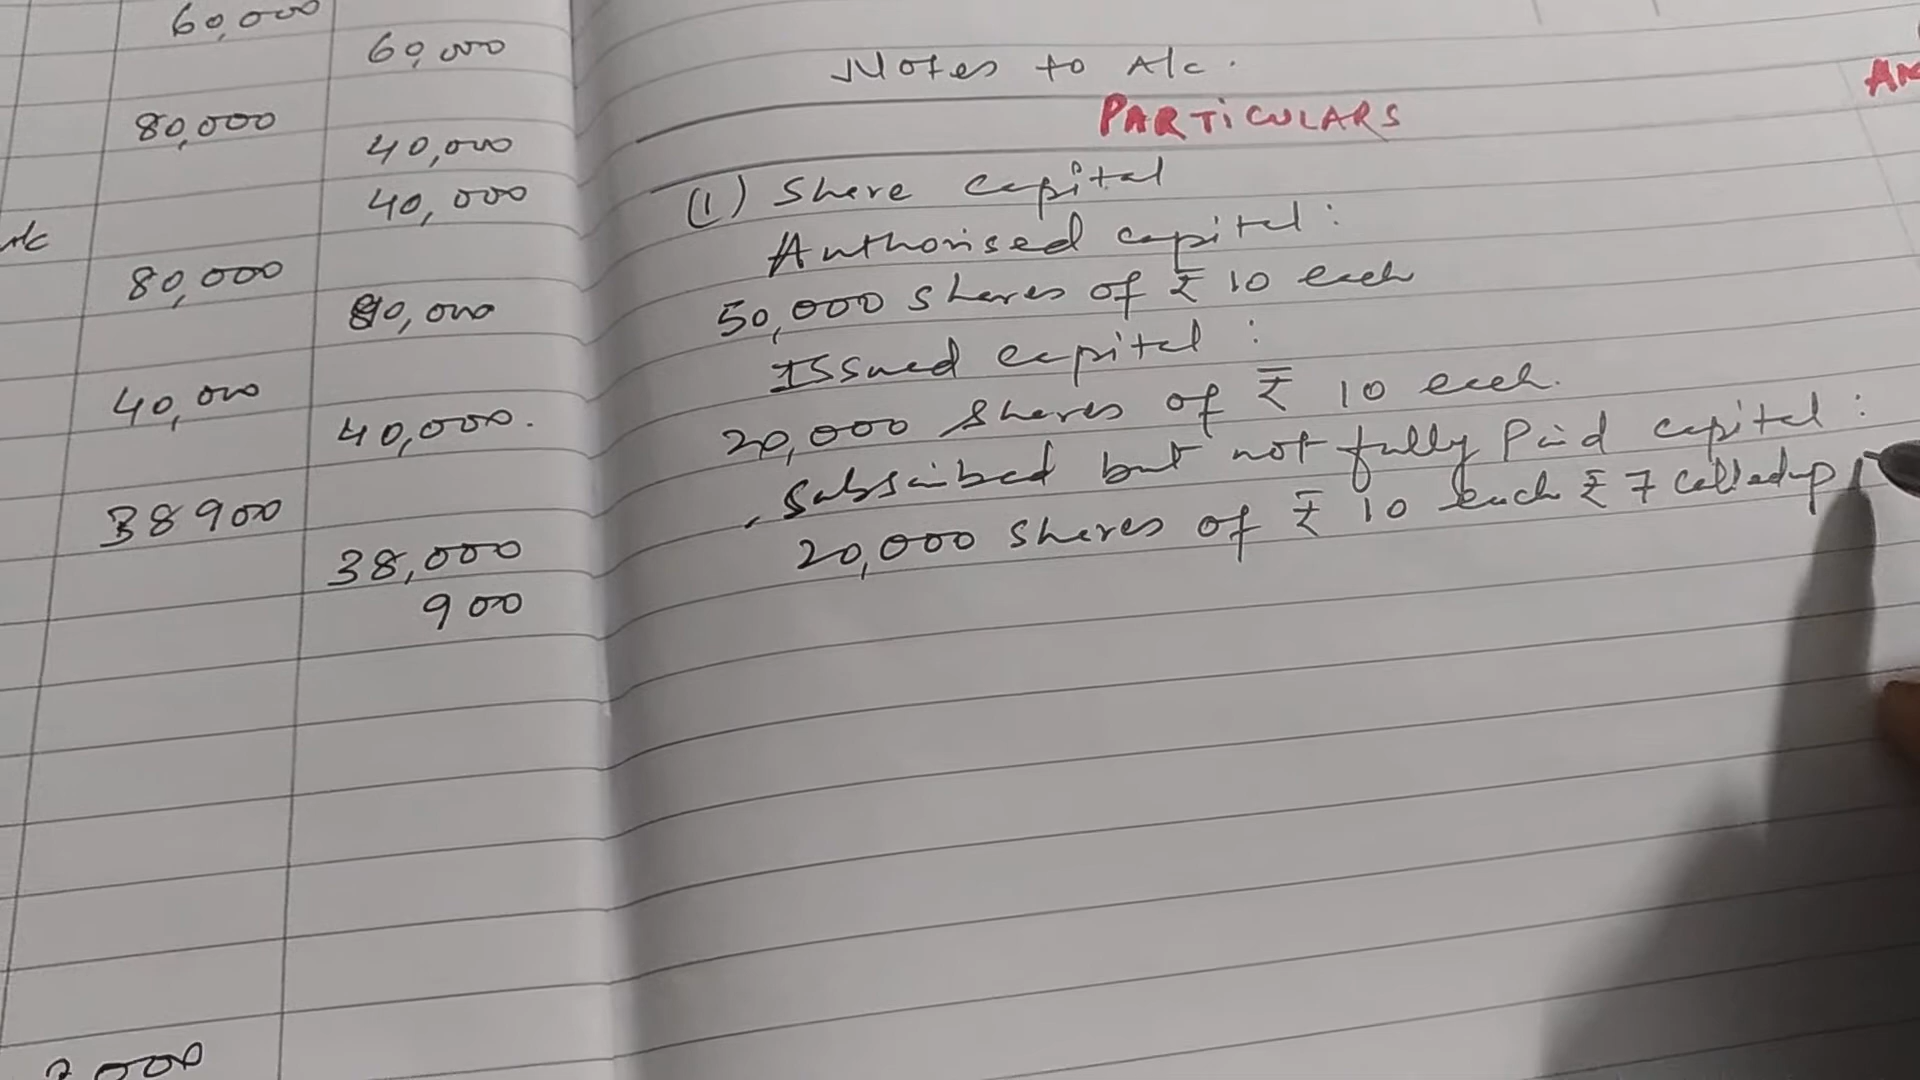 60,000
60,000
80,000
40,000
40,000
A/c
80,000
80,000
40,000
40,000.
38900
38,000
900
Notes to A/c.
PARTICULARS
(1) Share capital
Authorised capital:
50,000 shares of ₹ 10 each
Issued capital:
20,000 shares of ₹ 10 each.
Subscribed but not fully Paid capital:
20,000 shares of ₹ 10 each ₹ 7 Called up